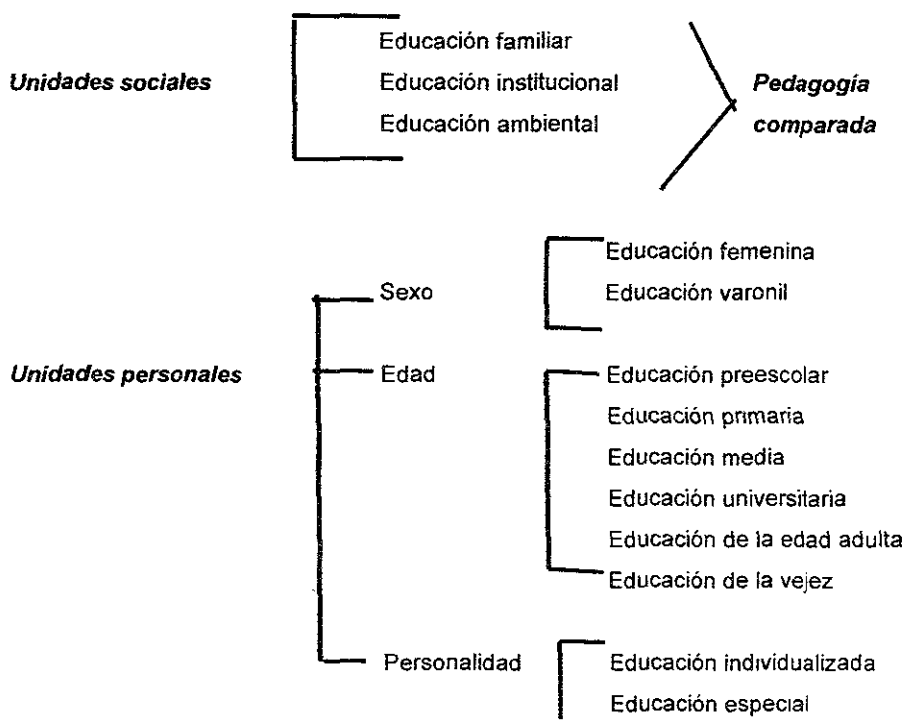 Educación familiar
Unidades sociales
Educación institucional
Pedagogía
Educación ambiental
comparada
Educación femenina
Sexo
Educación varonil
Unidades personales
Edad
Educación preescolar
Educación primaria
Educación media
Educación universitaria
Educación de la edad adulta
Educación de la vejez
Personalidad
Educación individualizada
Educación especial